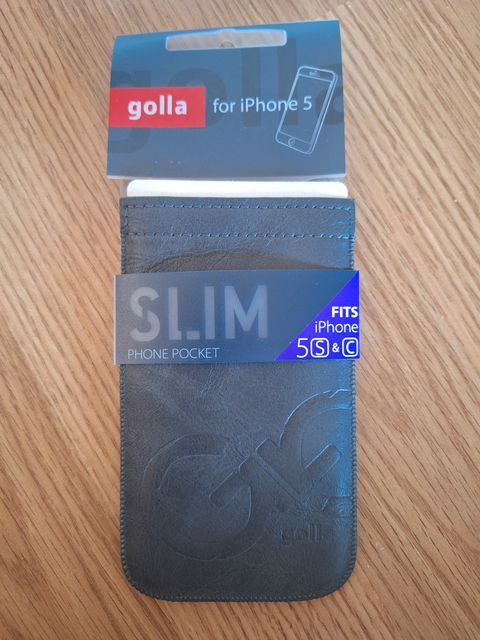 golla for iPhone 5
SLIM
PHONE POCKET
FITS
iPhone
5S & C
golla